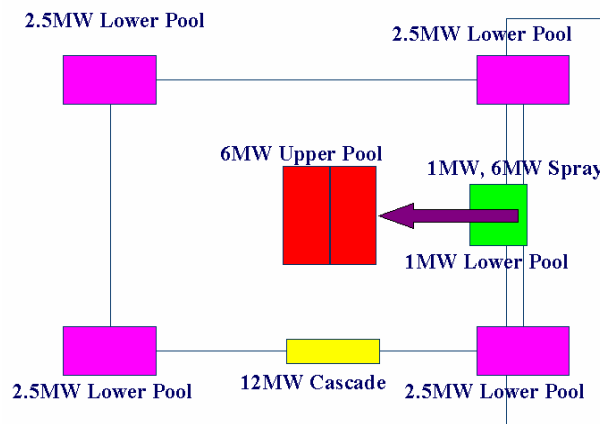 2.5MW Lower Pool
2.5MW Lower Pool
6MW Upper Pool
1MW, 6MW Spray
1MW Lower Pool
12MW Cascade
2.5MW Lower Pool
2.5MW Lower Pool